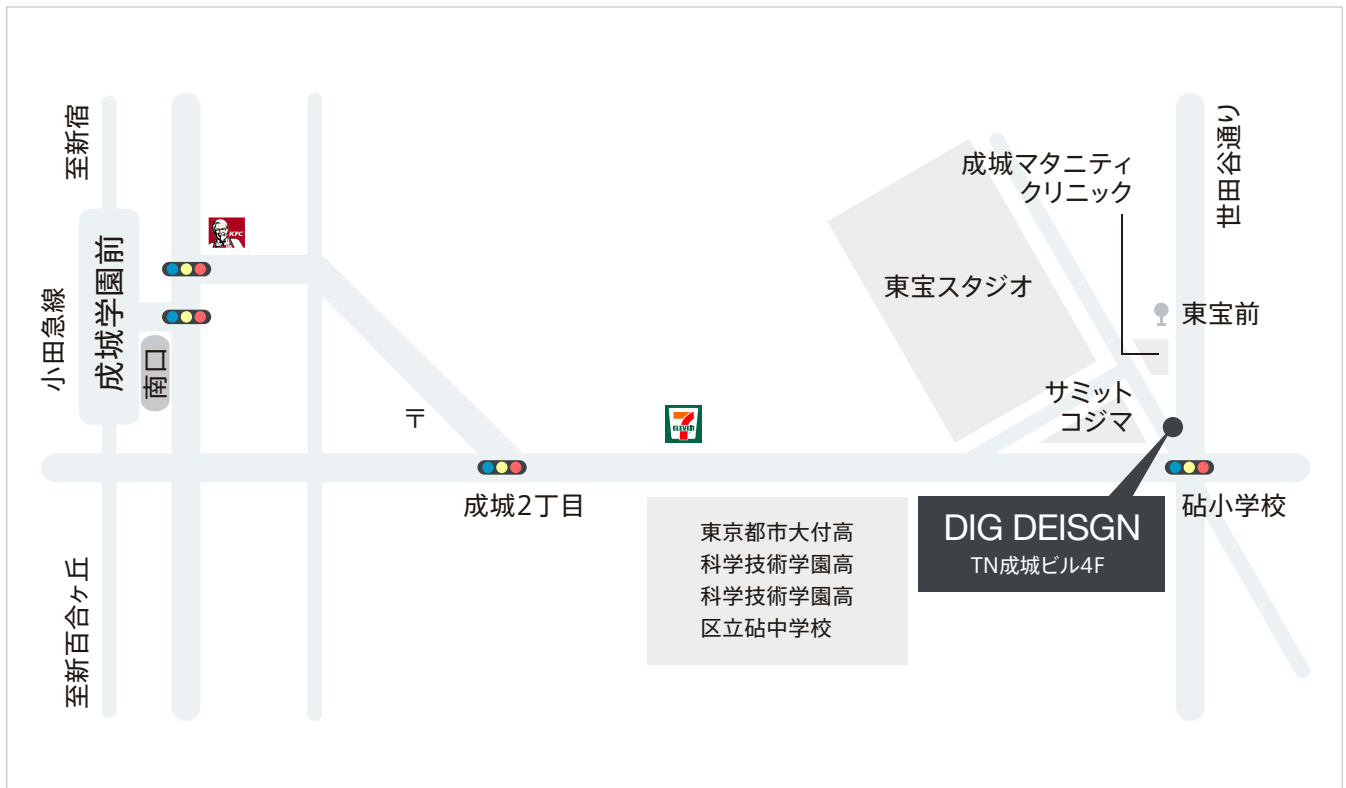 至新宿
成城学園前
小田急線
南口
至新百合ヶ丘
KFC
〒
成城2丁目
7
ELEVEn
東京都市大付高
科学技術学園高
科学技術学園高
区立砧中学校
東宝スタジオ
成城マタニティ
クリニック
世田谷通り
東宝前
サミット
コジマ
DIG DEISGN
TN成城ビル4F
砧小学校